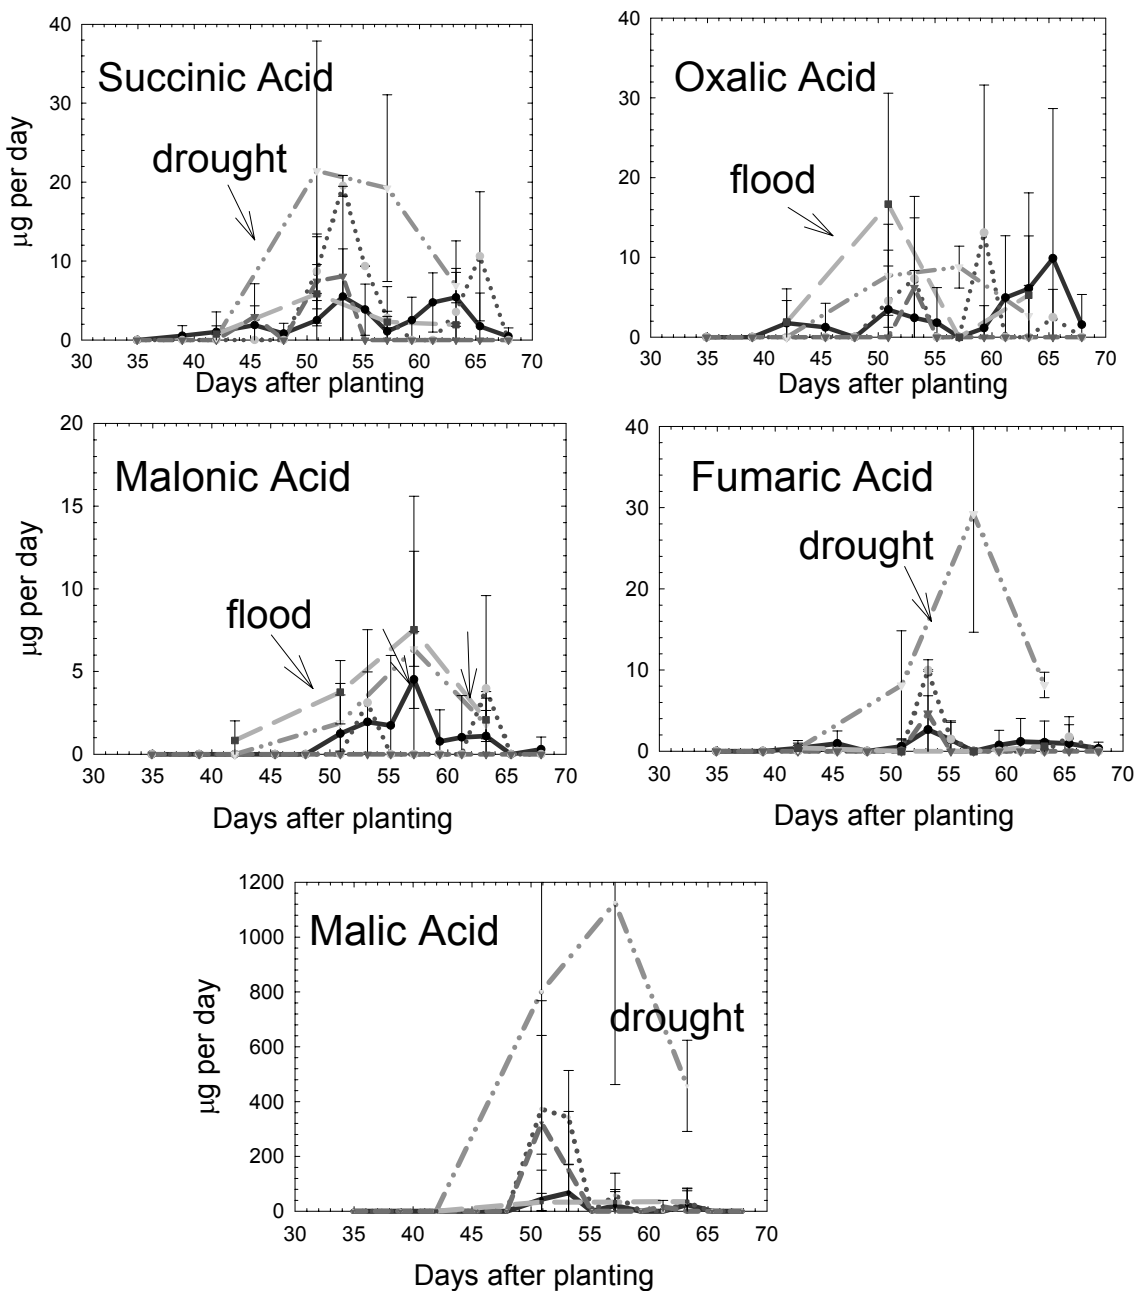 Succinic Acid
drought
μg per day
40
30
20
10
0
30 35 40 45 50 55 60 65 70
Days after planting
Oxalic Acid
flood
40
30
20
10
0
30 35 40 45 50 55 60 65 70
Days after planting
Malonic Acid
flood
μg per day
20
15
10
5
0
30 35 40 45 50 55 60 65 70
Days after planting
Fumaric Acid
drought
40
30
20
10
0
30 35 40 45 50 55 60 65 70
Days after planting
Malic Acid
drought
μg per day
1200
1000
800
600
400
200
0
30 35 40 45 50 55 60 65 70
Days after planting